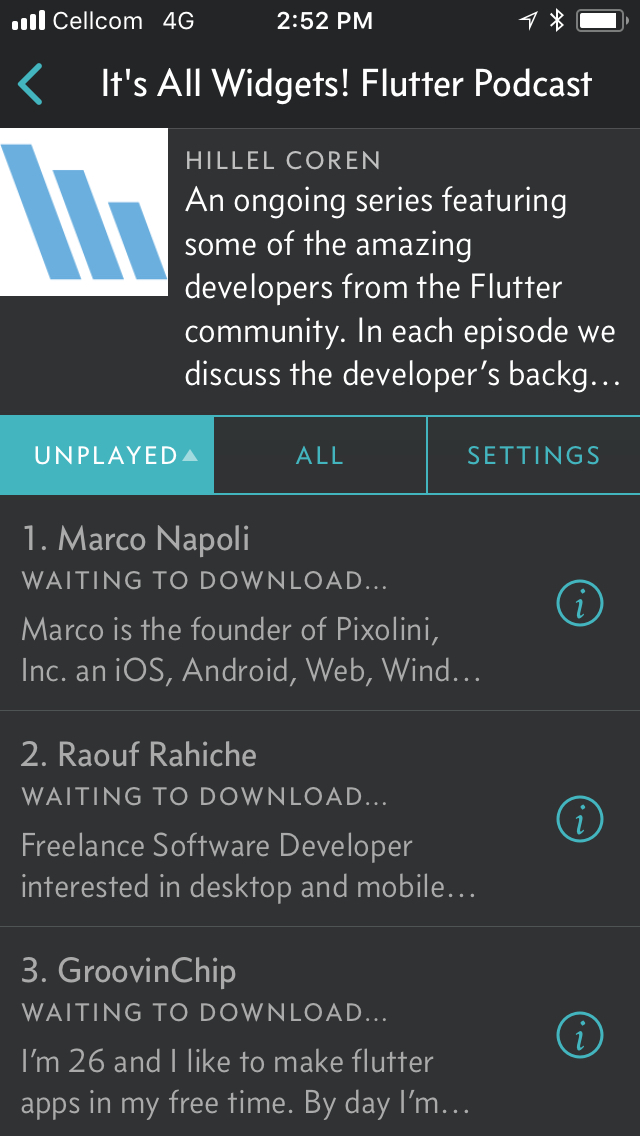 Cellcom 4G 2:52 PM
It's All Widgets! Flutter Podcast
HILLEL COREN
An ongoing series featuring
some of the amazing
developers from the Flutter
community. In each episode we
discuss the developer’s backg…
UNPLAYED ALL SETTINGS
1. Marco Napoli
WAITING TO DOWNLOAD…
Marco is the founder of Pixolini,
Inc. an iOS, Android, Web, Wind…
2. Raouf Rahiche
WAITING TO DOWNLOAD…
Freelance Software Developer
interested in desktop and mobile…
3. GroovinChip
WAITING TO DOWNLOAD…
I’m 26 and I like to make flutter
apps in my free time. By day I’m…